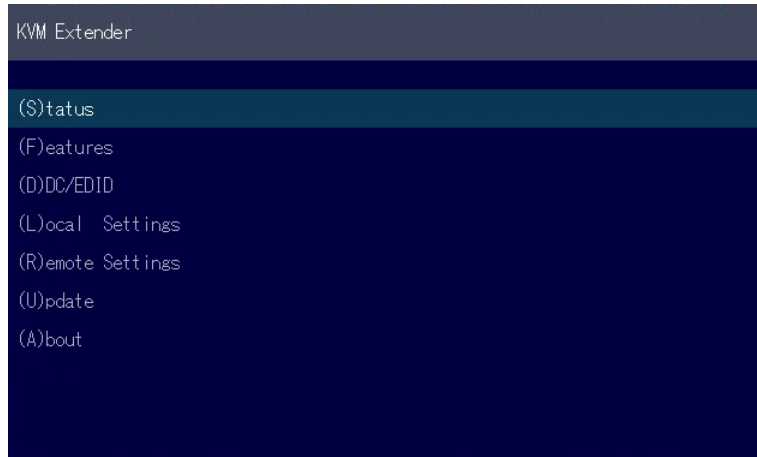 KVM Extender
(S)tatus
(F)eatures
(D)DC/EDID
(L)ocal  Settings
(R)emote Settings
(U)pdate
(A)bout